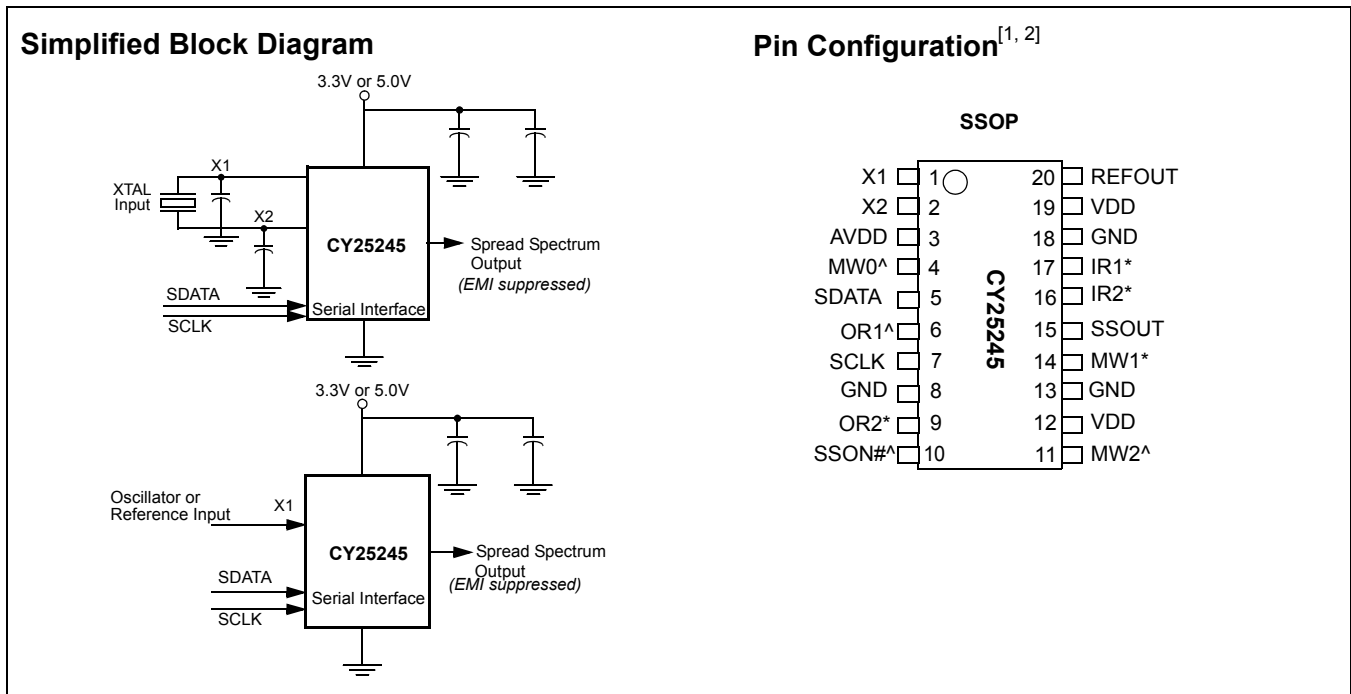 Simplified Block Diagram
3.3V or 5.0V
X1
XTAL
Input
X2
CY25245
Spread Spectrum
Output
(EMI suppressed)
SDATA
Serial Interface
SCLK
3.3V or 5.0V
Oscillator or
Reference Input
X1
CY25245
Spread Spectrum
Output
(EMI suppressed)
SDATA
Serial Interface
SCLK
Pin Configuration[1, 2]
SSOP
X1 1 20 REFOUT
X2 2 19 VDD
AVDD 3 18 GND
MW0^ 4 17 IR1*
SDATA 5 16 IR2*
OR1^ 6 15 SSOUT
SCLK 7 14 MW1*
GND 8 13 GND
OR2* 9 12 VDD
SSON#^ 10 11 MW2^
CY25245